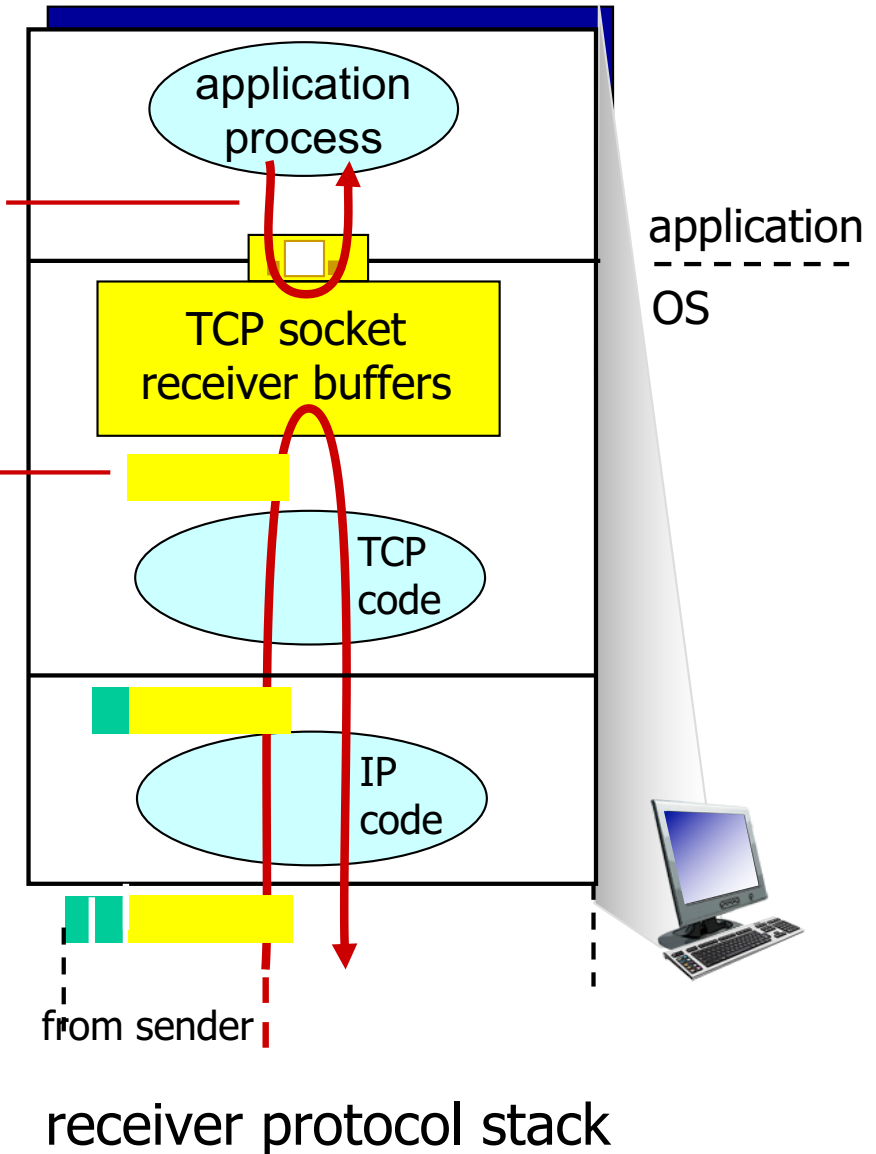 application
process
application
OS
TCP socket
receiver buffers
TCP
code
IP
code
from sender
receiver protocol stack